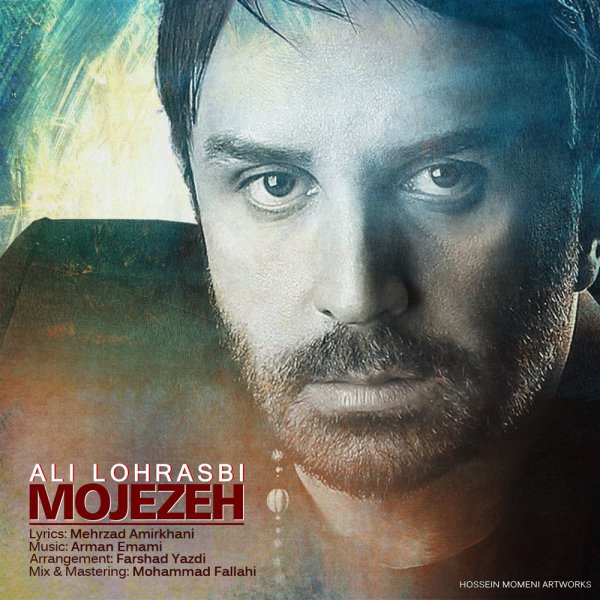 ALI LOHRASBI
MOJEZEH
Lyrics: Mehrzad Amirkhani
Music: Arman Emami
Arrangement: Farshad Yazdi
Mix & Mastering: Mohammad Fallahi
HOSSEIN MOMENI ARTWORKS